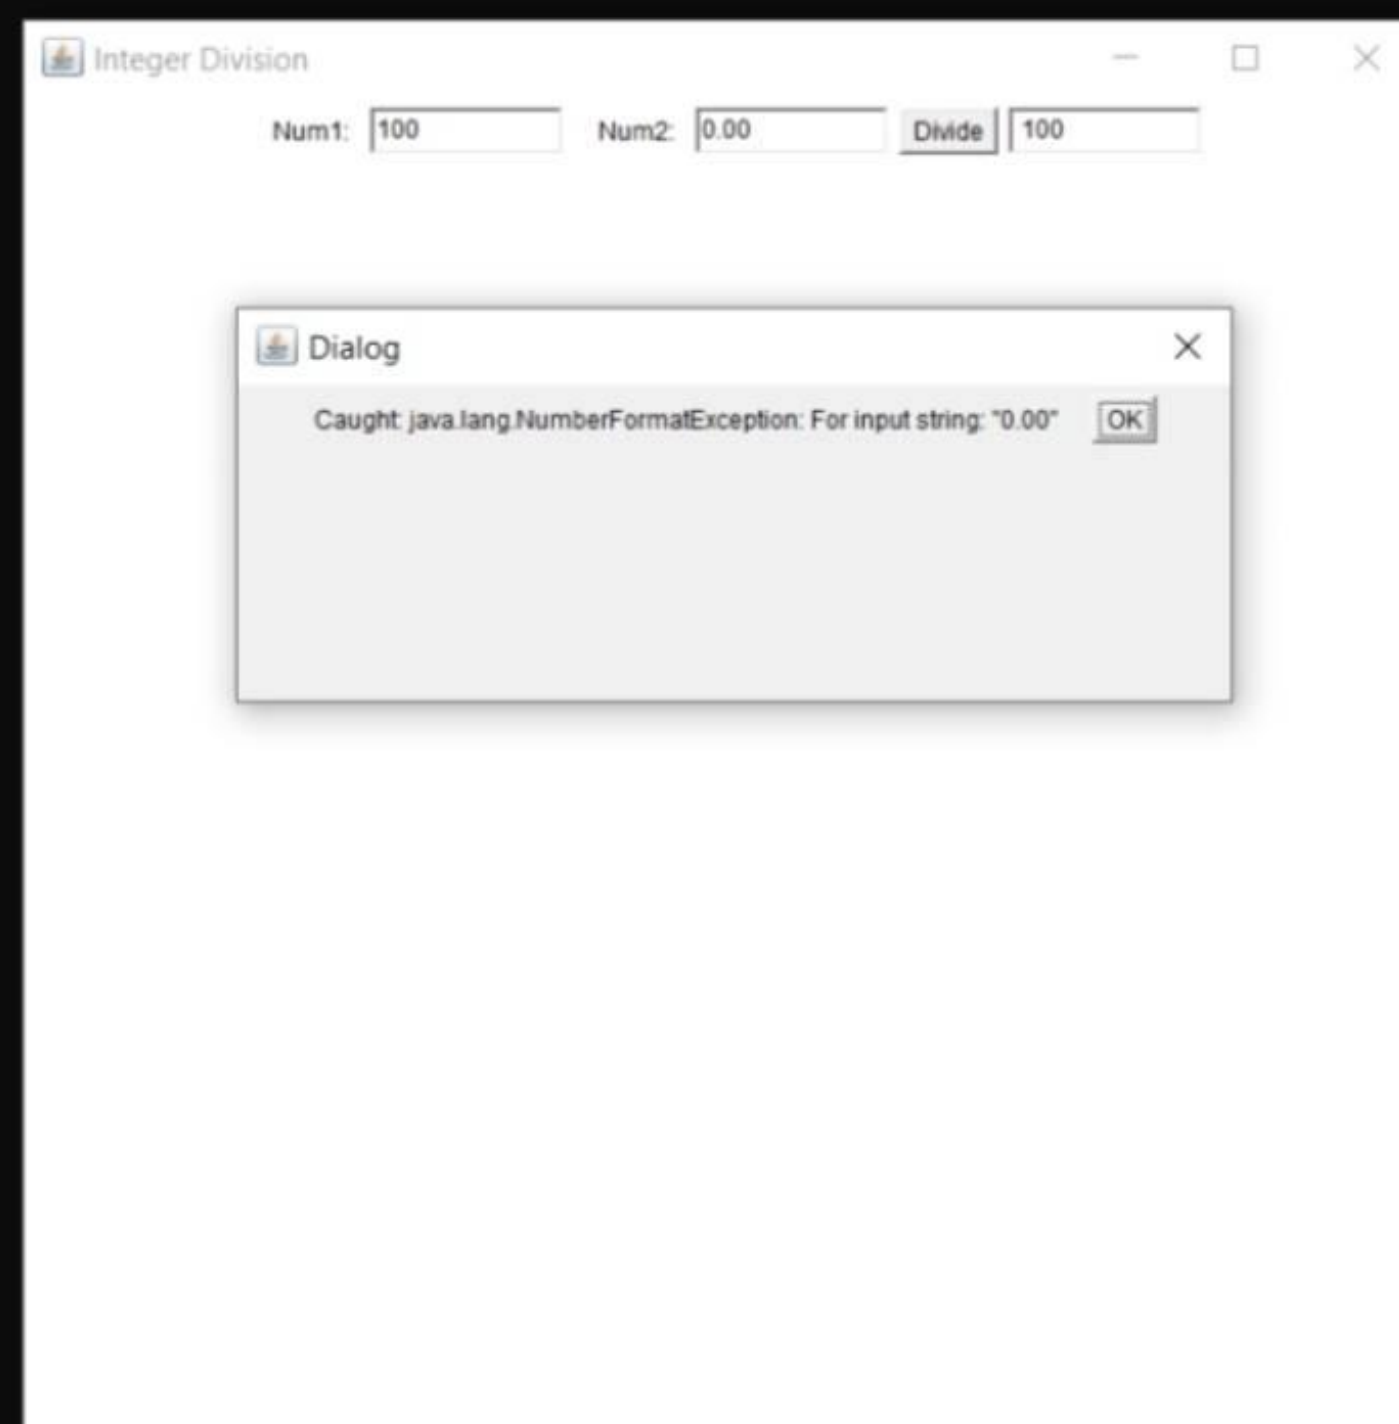 Integer Division
Num1: 100 Num2: 0.00 Divide 100
Dialog
Caught: java.lang.NumberFormatException: For input string: "0.00" OK